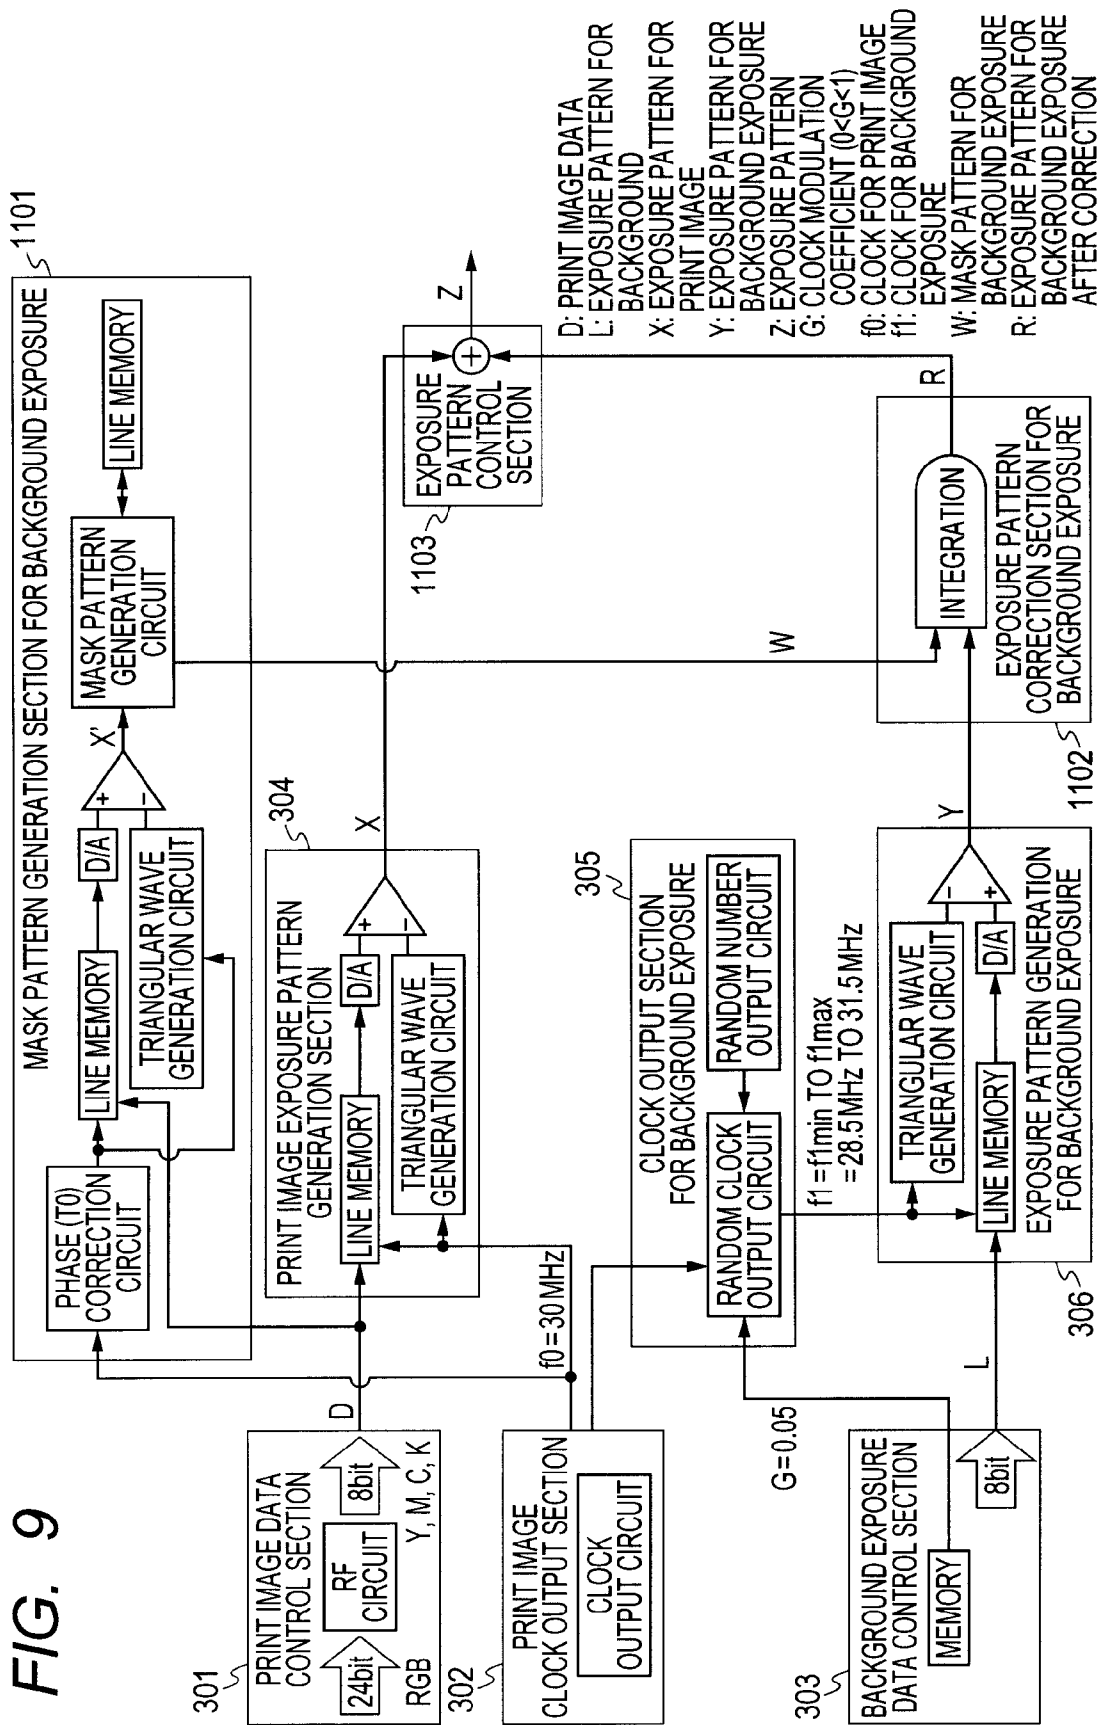 FIG. 9
301
PRINT IMAGE DATA
CONTROL SECTION
24bit
RGB
RF
CIRCUIT
8bit
Y, M, C, K
D
302
PRINT IMAGE
CLOCK OUTPUT SECTION
CLOCK
OUTPUT CIRCUIT
f0=30MHz
303
BACKGROUND EXPOSURE
DATA CONTROL SECTION
MEMORY
8bit
G=0.05
L
1101
MASK PATTERN GENERATION SECTION FOR BACKGROUND EXPOSURE
PHASE (T0)
CORRECTION
CIRCUIT
LINE MEMORY
D/A
TRIANGULAR WAVE
GENERATION CIRCUIT
+
−
X'
MASK PATTERN
GENERATION
CIRCUIT
LINE MEMORY
304
PRINT IMAGE EXPOSURE PATTERN
GENERATION SECTION
LINE MEMORY
D/A
TRIANGULAR WAVE
GENERATION CIRCUIT
+
−
X
305
CLOCK OUTPUT SECTION
FOR BACKGROUND EXPOSURE
RANDOM CLOCK
OUTPUT CIRCUIT
RANDOM NUMBER
OUTPUT CIRCUIT
f1=f1min TO f1max
=28.5MHz TO 31.5MHz
306
TRIANGULAR WAVE
GENERATION CIRCUIT
LINE MEMORY
D/A
−
+
EXPOSURE PATTERN GENERATION
FOR BACKGROUND EXPOSURE
Y
W
1102
INTEGRATION
EXPOSURE PATTERN
CORRECTION SECTION FOR
BACKGROUND EXPOSURE
R
1103
EXPOSURE
PATTERN
CONTROL
SECTION
+
Z
D: PRINT IMAGE DATA
L: EXPOSURE PATTERN FOR
BACKGROUND
X: EXPOSURE PATTERN FOR
PRINT IMAGE
Y: EXPOSURE PATTERN FOR
BACKGROUND EXPOSURE
Z: EXPOSURE PATTERN
G: CLOCK MODULATION
COEFFICIENT (0<G<1)
f0: CLOCK FOR PRINT IMAGE
f1: CLOCK FOR BACKGROUND
EXPOSURE
W: MASK PATTERN FOR
BACKGROUND EXPOSURE
R: EXPOSURE PATTERN FOR
BACKGROUND EXPOSURE
AFTER CORRECTION